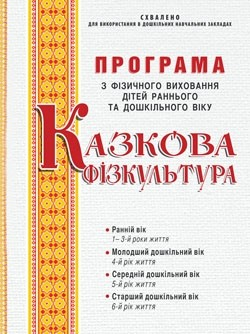 СХВАЛЕНО
ДЛЯ ВИКОРИСТАННЯ В ДОШКІЛЬНИХ НАВЧАЛЬНИХ ЗАКЛАДАХ
ПРОГРАМА
З ФІЗИЧНОГО ВИХОВАННЯ
ДІТЕЙ РАННЬОГО
ТА ДОШКІЛЬНОГО ВІКУ
КАЗКОВА
ФІЗКУЛЬТУРА
• Ранній вік
1–3-й роки життя
• Молодший дошкільний вік
4-й рік життя
• Середній дошкільний вік
5-й рік життя
• Старший дошкільний вік
6-й рік життя